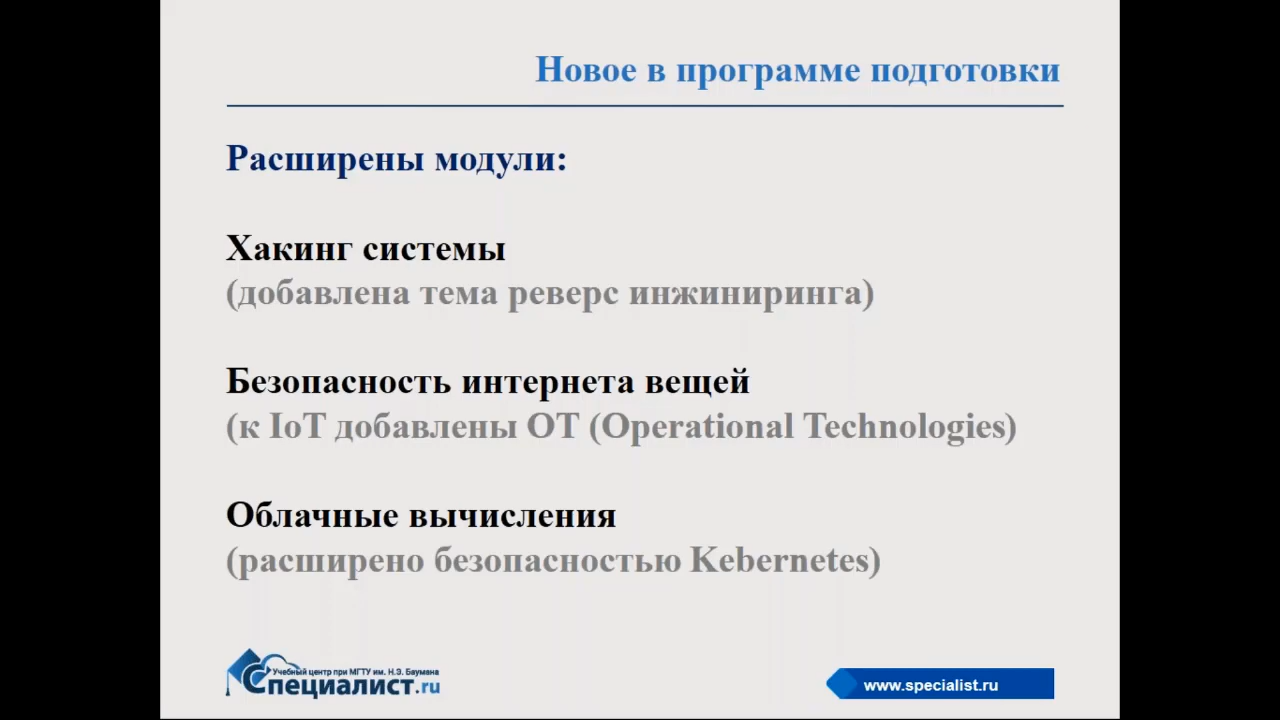 Новое в программе подготовки
Расширены модули:
Хакинг системы
(добавлена тема реверс инжиниринга)
Безопасность интернета вещей
(к IoT добавлены OT (Operational Technologies)
Облачные вычисления
(расширено безопасностью Kebernetes)
Учебный центр при МГТУ им. Н.Э. Баумана
Специалист.ru
www.specialist.ru